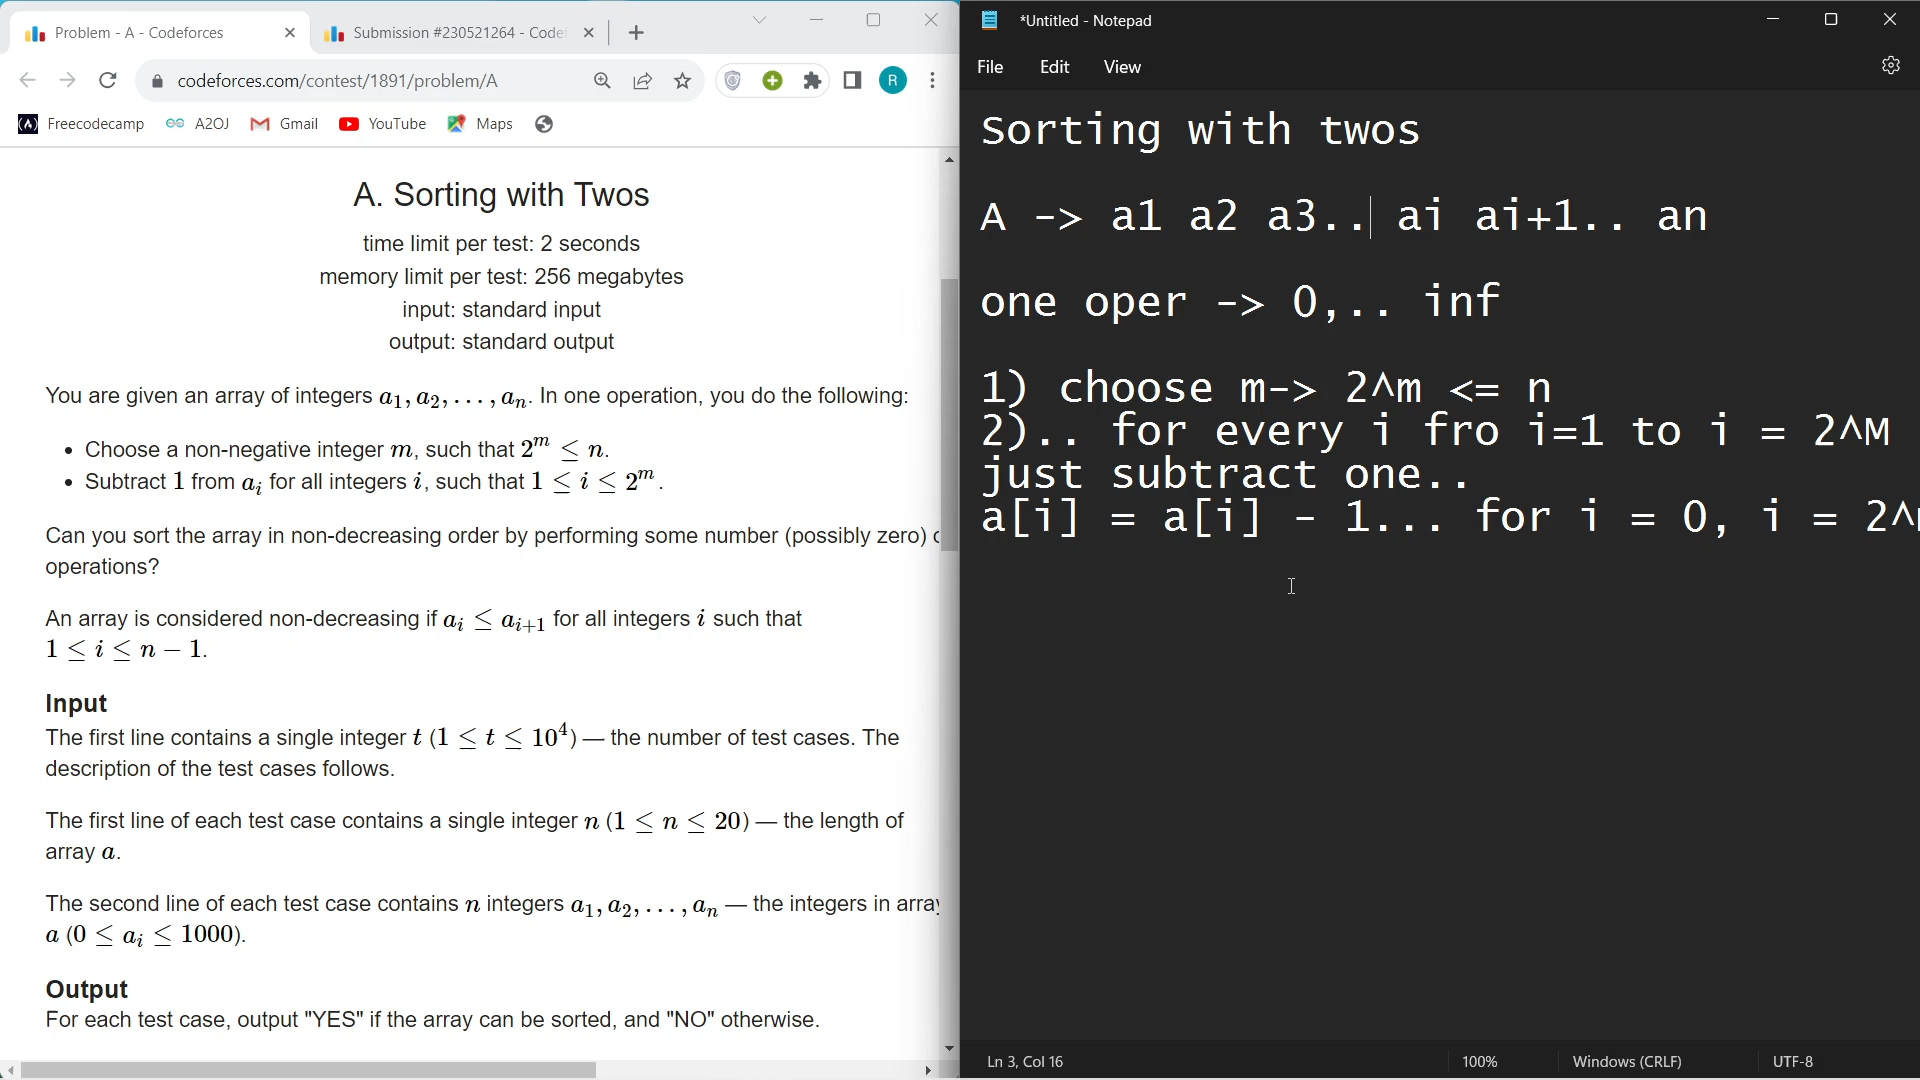 Problem - A - Codeforces
Submission #230521264 - Codef
codeforces.com/contest/1891/problem/A
R
Freecodecamp
A2OJ
Gmail
YouTube
Maps
A. Sorting with Twos
time limit per test: 2 seconds
memory limit per test: 256 megabytes
input: standard input
output: standard output
You are given an array of integers a₁, a₂, . . . , aₙ. In one operation, you do the following:
• Choose a non-negative integer m, such that 2ᵐ ≤ n.
• Subtract 1 from aᵢ for all integers i, such that 1 ≤ i ≤ 2ᵐ.
Can you sort the array in non-decreasing order by performing some number (possibly zero)
operations?
An array is considered non-decreasing if aᵢ ≤ aᵢ₊₁ for all integers i such that
1 ≤ i ≤ n − 1.
Input
The first line contains a single integer t (1 ≤ t ≤ 10⁴) — the number of test cases. The
description of the test cases follows.
The first line of each test case contains a single integer n (1 ≤ n ≤ 20) — the length of
array a.
The second line of each test case contains n integers a₁, a₂, . . . , aₙ — the integers in array
a (0 ≤ aᵢ ≤ 1000).
Output
For each test case, output "YES" if the array can be sorted, and "NO" otherwise.
*Untitled - Notepad
File Edit View
Sorting with twos
A -> a1 a2 a3.. ai ai+1.. an
one oper -> 0,.. inf
1) choose m-> 2^m <= n
2).. for every i fro i=1 to i = 2^M
just subtract one..
a[i] = a[i] - 1... for i = 0, i = 2^
Ln 3, Col 16
100%
Windows (CRLF)
UTF-8